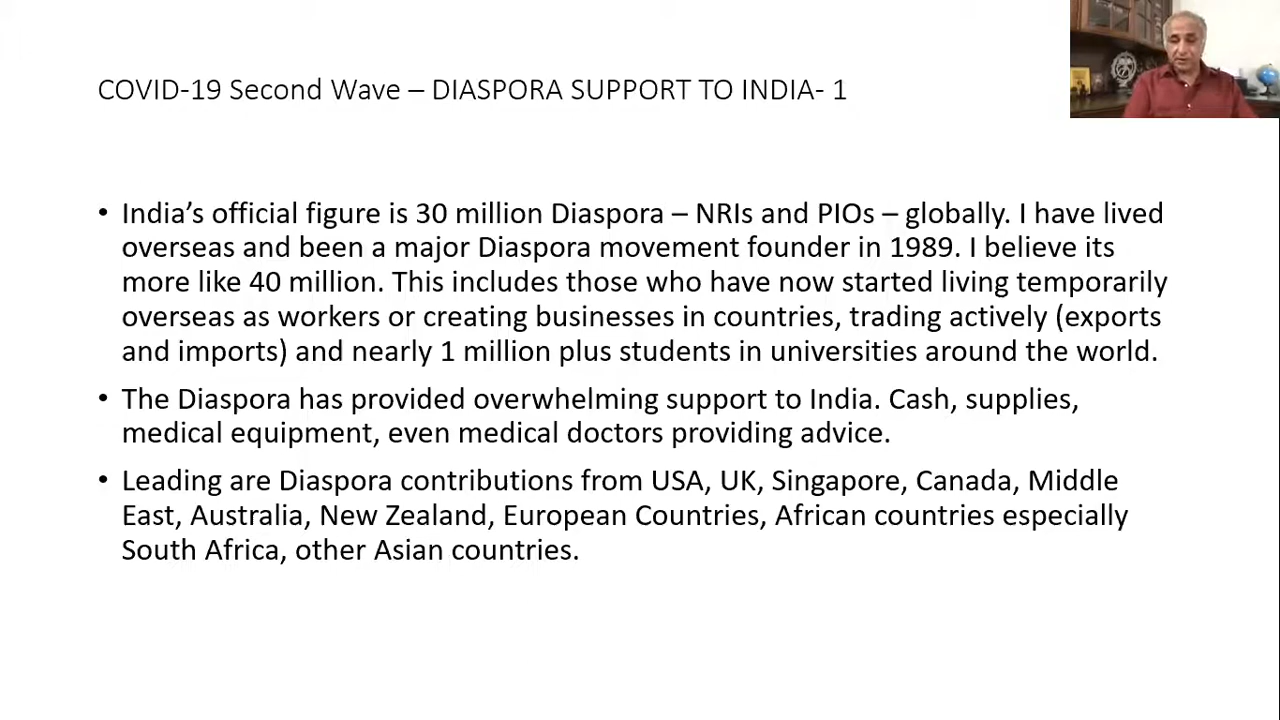 COVID-19 Second Wave – DIASPORA SUPPORT TO INDIA- 1
• India’s official figure is 30 million Diaspora – NRIs and PIOs – globally. I have lived
overseas and been a major Diaspora movement founder in 1989. I believe its
more like 40 million. This includes those who have now started living temporarily
overseas as workers or creating businesses in countries, trading actively (exports
and imports) and nearly 1 million plus students in universities around the world.
• The Diaspora has provided overwhelming support to India. Cash, supplies,
medical equipment, even medical doctors providing advice.
• Leading are Diaspora contributions from USA, UK, Singapore, Canada, Middle
East, Australia, New Zealand, European Countries, African countries especially
South Africa, other Asian countries.